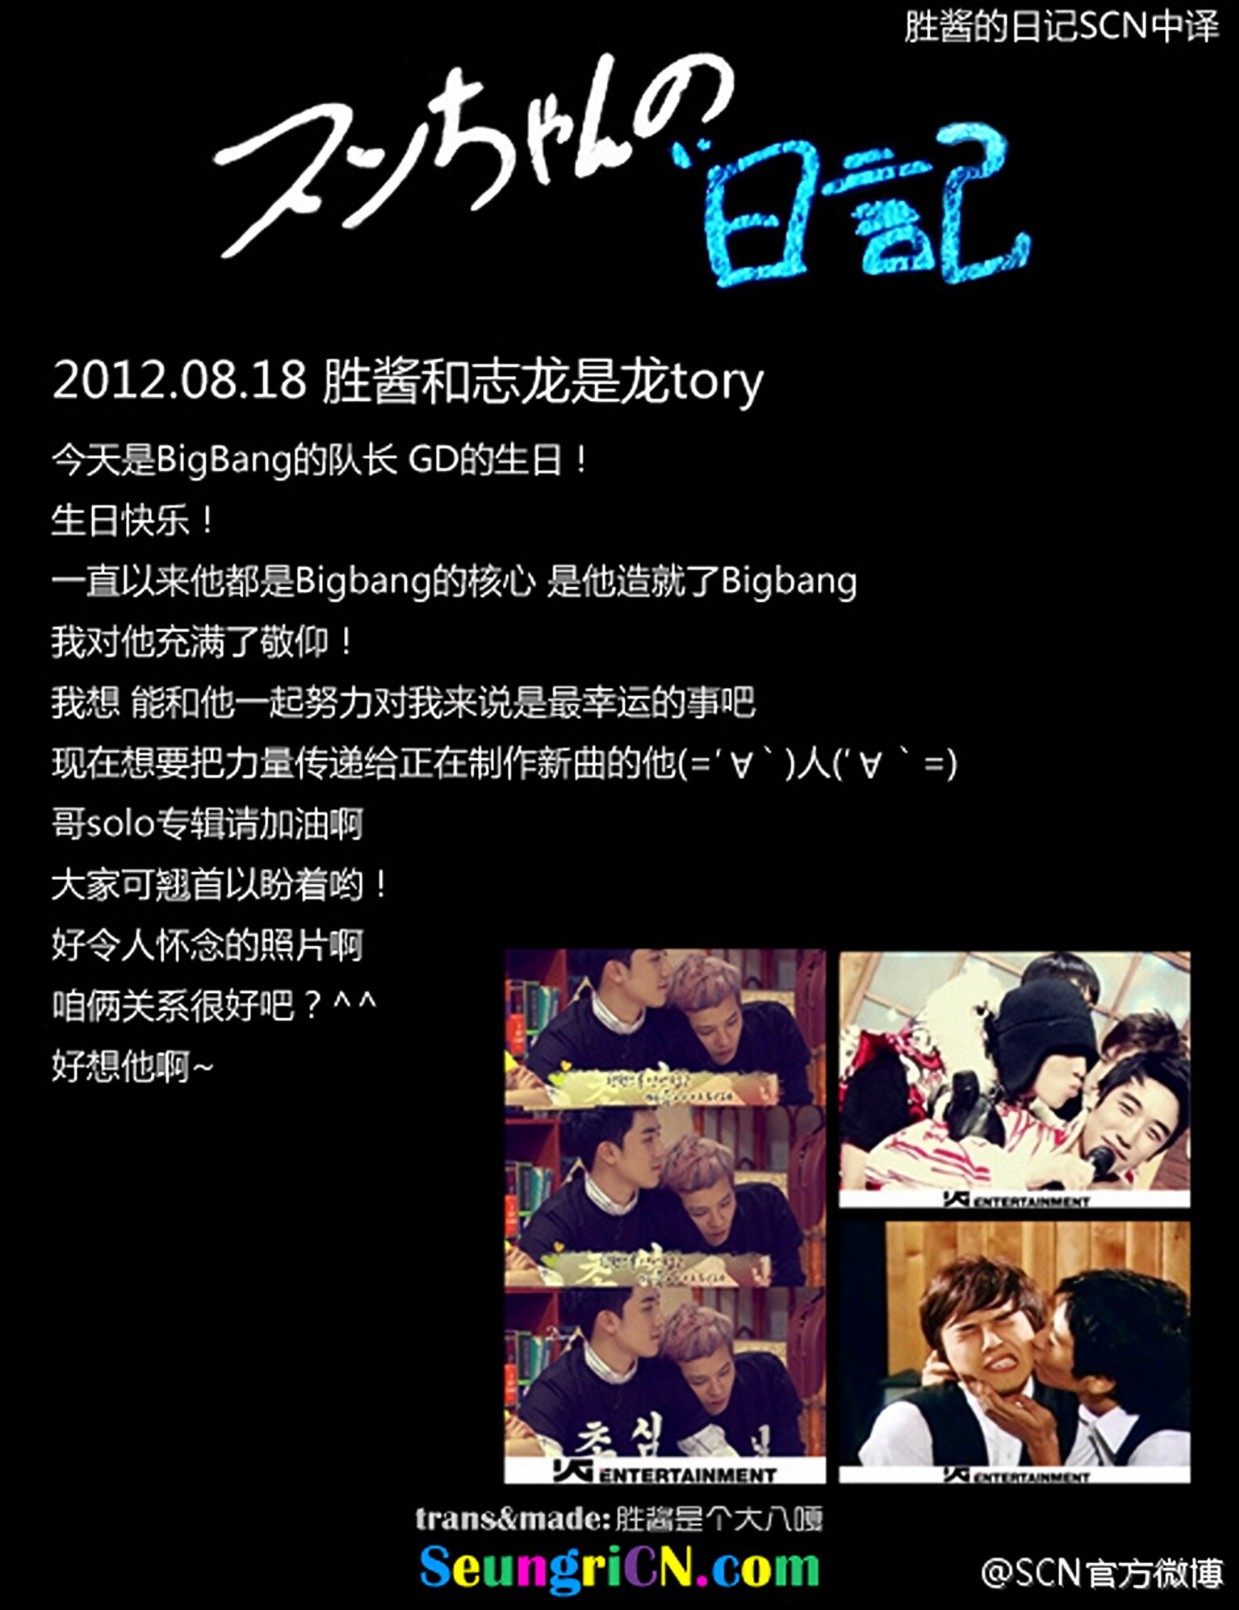 胜酱的日记SCN中译
スンちゃんの
日記
2012.08.18 胜酱和志龙是龙tory
今天是BigBang的队长 GD的生日！
生日快乐！
一直以来他都是Bigbang的核心 是他造就了Bigbang
我对他充满了敬仰！
我想 能和他一起努力对我来说是最幸运的事吧
现在想要把力量传递给正在制作新曲的他(=′∀｀)人(′∀｀=)
哥solo专辑请加油啊
大家可翘首以盼着哟！
好令人怀念的照片啊
咱俩关系很好吧？^^
好想他啊~
초심
YG ENTERTAINMENT
YG ENTERTAINMENT
YG ENTERTAINMENT
trans&made:胜酱是个大八嘎
SeungriCN.com
@SCN官方微博